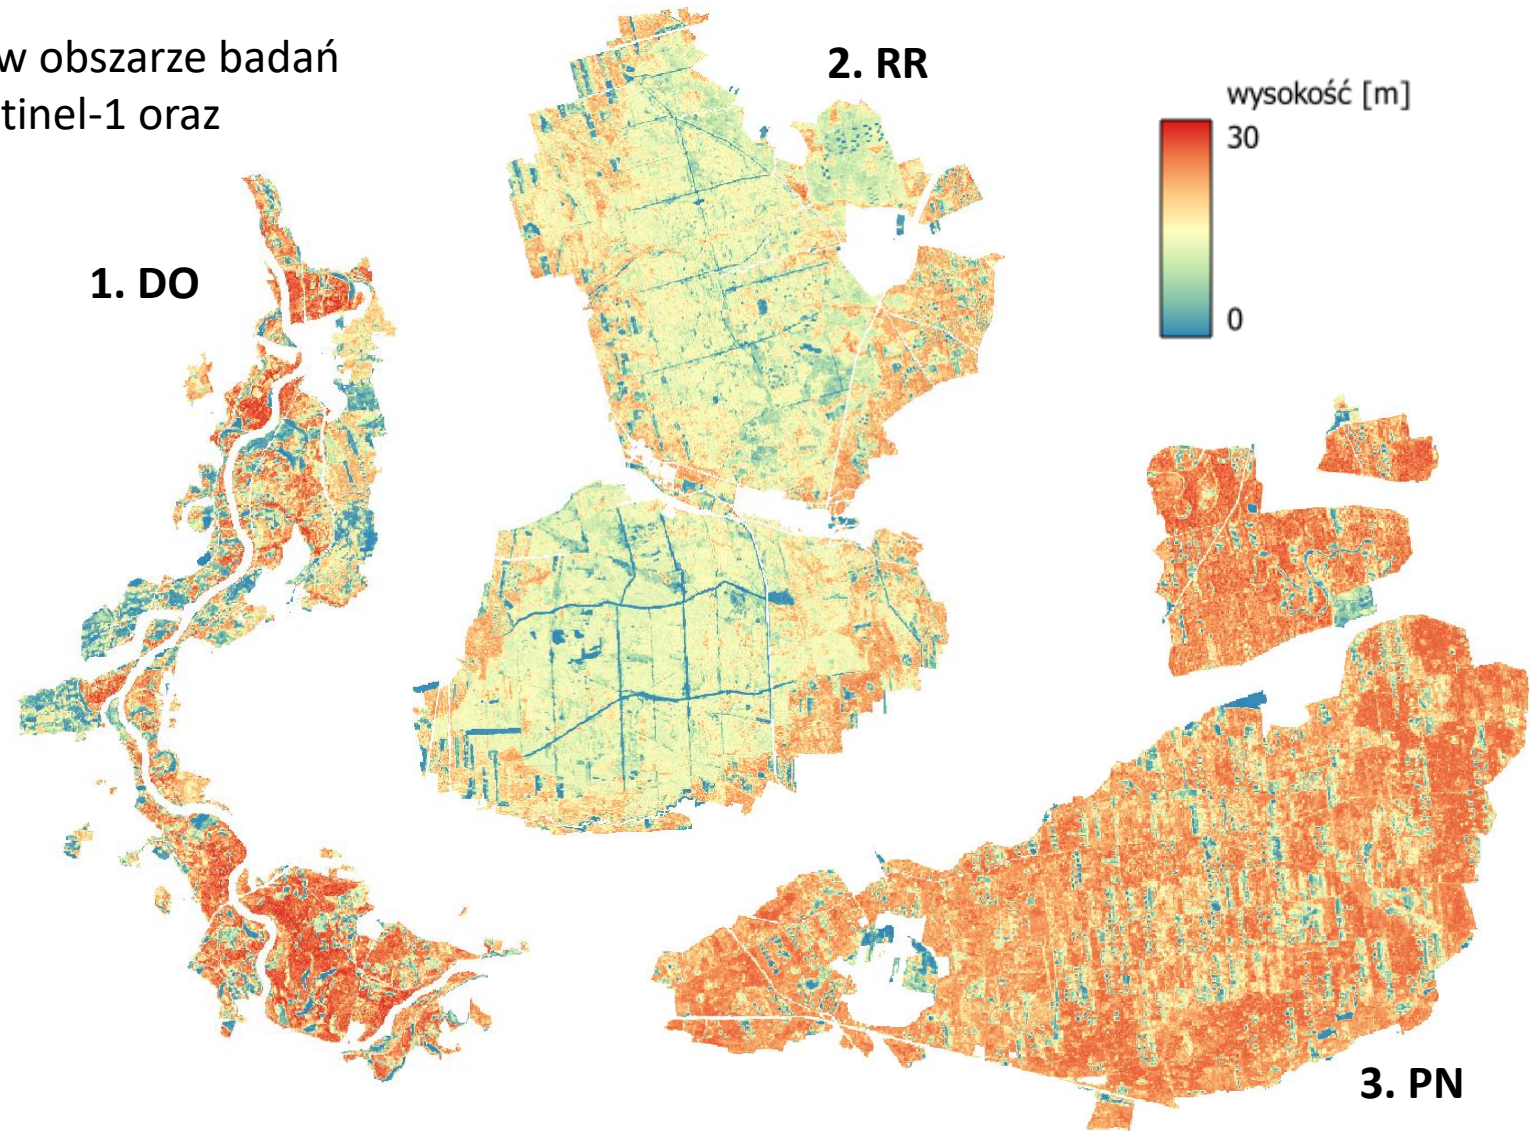 w obszarze badań
tinel-1 oraz
2. RR
wysokość [m]
30
0
1. DO
3. PN